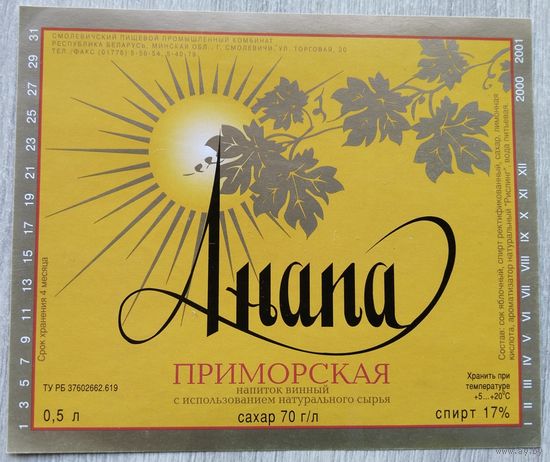 СМОЛЕВИЧСКИЙ ПИЩЕВОЙ ПРОМЫШЛЕННЫЙ КОМБИНАТ
РЕСПУБЛИКА БЕЛАРУСЬ, МИНСКАЯ ОБЛ., Г. СМОЛЕВИЧИ, УЛ. ТОРГОВАЯ, 20
ТЕЛ./ФАКС (01776) 5-56-54, 5-40-78
1 3 5 7 9 11 13 15 17 19 21 23 25 27 29 31
Срок хранения 4 месяца
Анапа
ПРИМОРСКАЯ
напиток винный
с использованием натурального сырья
ТУ РБ 37602662.619
0,5 л
сахар 70 г/л
Хранить при
температуре
+5...+20°С
спирт 17%
Состав: сок яблочный, спирт ректификованный, сахар, лимонная
кислота, ароматизатор натуральный "Рислинг", вода питьевая.
I II III IV V VI VII VIII IX X XI XII 2000 2001